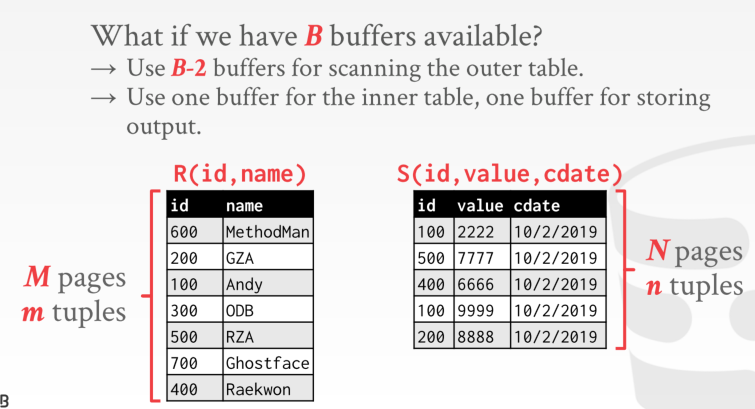 What if we have B buffers available?
→ Use B-2 buffers for scanning the outer table.
→ Use one buffer for the inner table, one buffer for storing
output.
R(id,name)
id name
600 MethodMan
200 GZA
100 Andy
300 ODB
500 RZA
700 Ghostface
400 Raekwon
M pages
m tuples
S(id,value,cdate)
id value cdate
100 2222 10/2/2019
500 7777 10/2/2019
400 6666 10/2/2019
100 9999 10/2/2019
200 8888 10/2/2019
N pages
n tuples
B